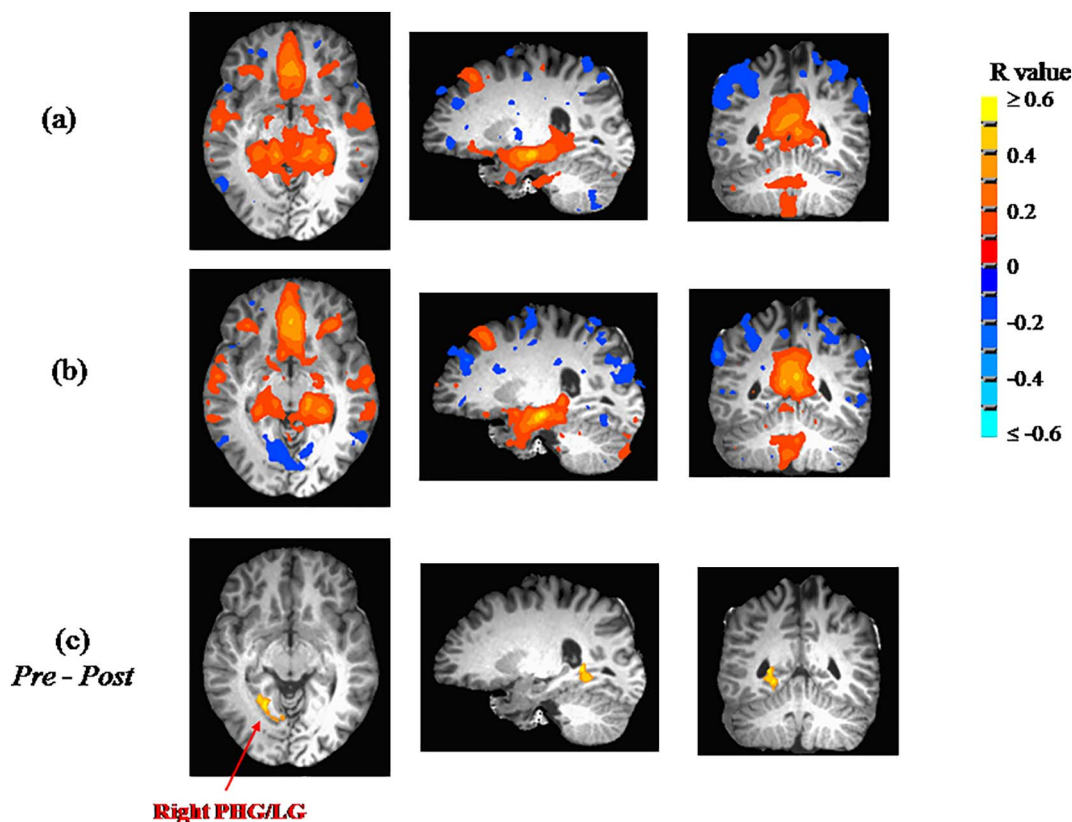 (a)
R value
≥ 0.6
0.4
0.2
0
-0.2
-0.4
≤ -0.6
(b)
(c)
Pre - Post
Right PHG/LG